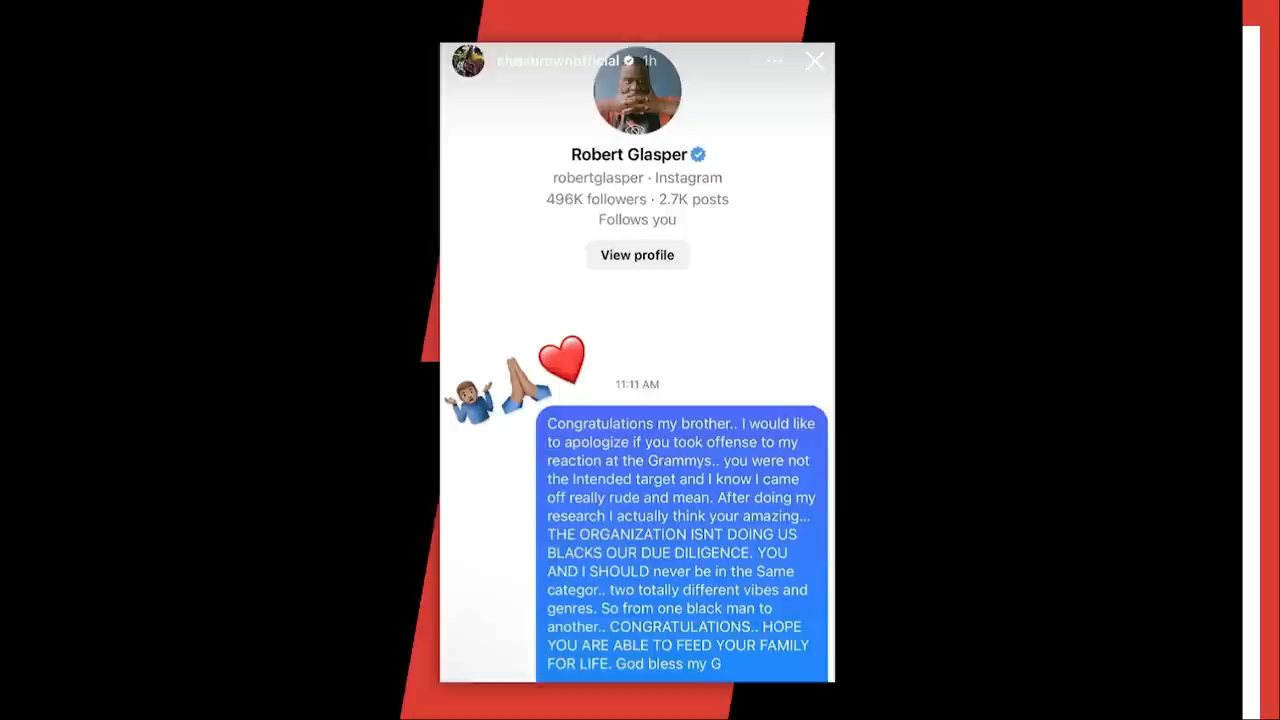 chrisbrownofficial 1h
Robert Glasper
robertglasper · Instagram
496K followers · 2.7K posts
Follows you
View profile
11:11 AM
Congratulations my brother.. I would like
to apologize if you took offense to my
reaction at the Grammys.. you were not
the Intended target and I know I came
off really rude and mean. After doing my
research I actually think your amazing...
THE ORGANIZATION ISNT DOING US
BLACKS OUR DUE DILIGENCE. YOU
AND I SHOULD never be in the Same
categor.. two totally different vibes and
genres. So from one black man to
another.. CONGRATULATIONS.. HOPE
YOU ARE ABLE TO FEED YOUR FAMILY
FOR LIFE. God bless my G